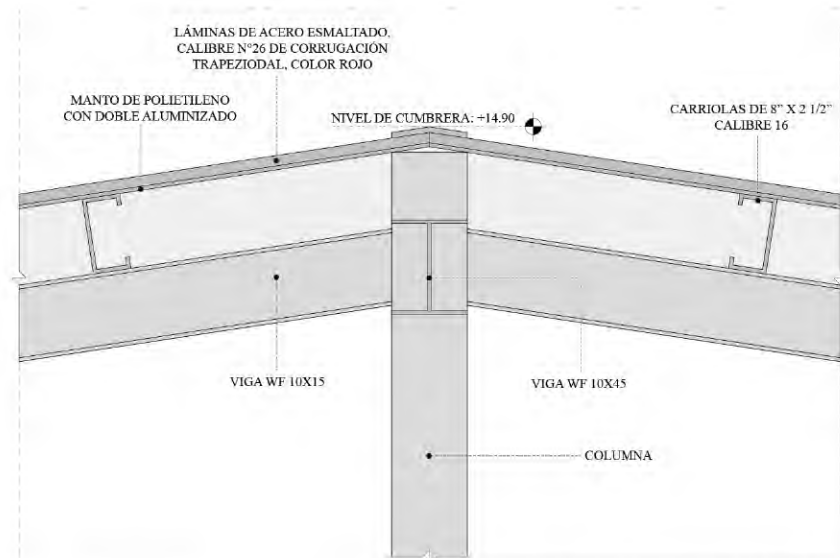 LÁMINAS DE ACERO ESMALTADO,
CALIBRE N°26 DE CORRUGACIÓN
TRAPEZIODAL, COLOR ROJO
MANTO DE POLIETILENO
CON DOBLE ALUMINIZADO
NIVEL DE CUMBRERA: +14.90
CARRIOLAS DE 8" X 2 1/2"
CALIBRE 16
VIGA WF 10X15
VIGA WF 10X45
COLUMNA